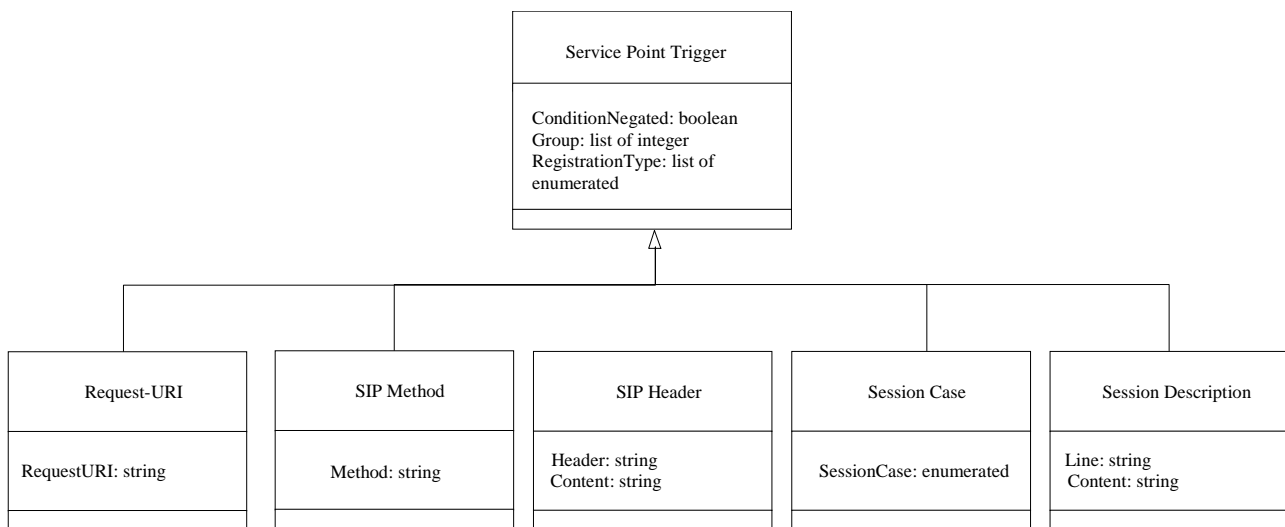 Service Point Trigger
ConditionNegated: boolean
Group: list of integer
RegistrationType: list of
enumerated
Request-URI
RequestURI: string
SIP Method
Method: string
SIP Header
Header: string
Content: string
Session Case
SessionCase: enumerated
Session Description
Line: string
Content: string